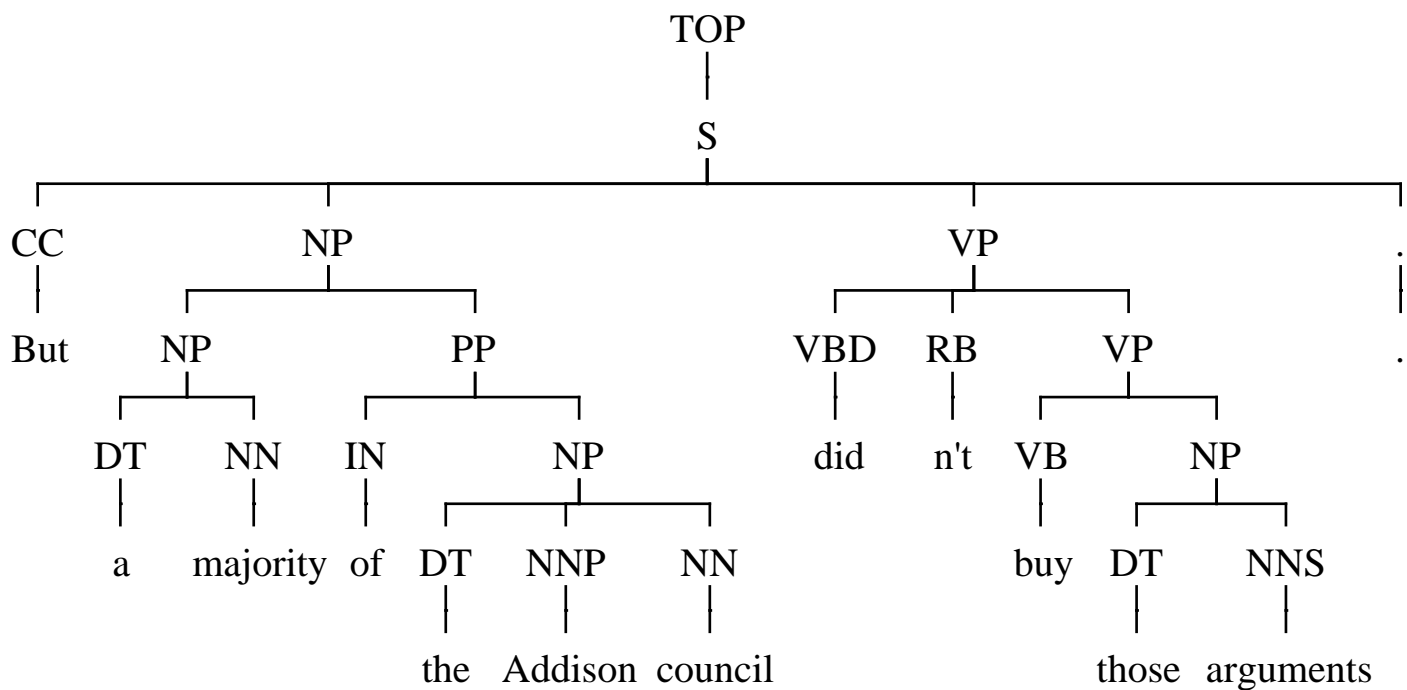 TOP
S
CC NP VP .
But NP PP VBD RB VP .
DT NN IN NP did n't VB NP
a majority of DT NNP NN buy DT NNS
the Addison council those arguments